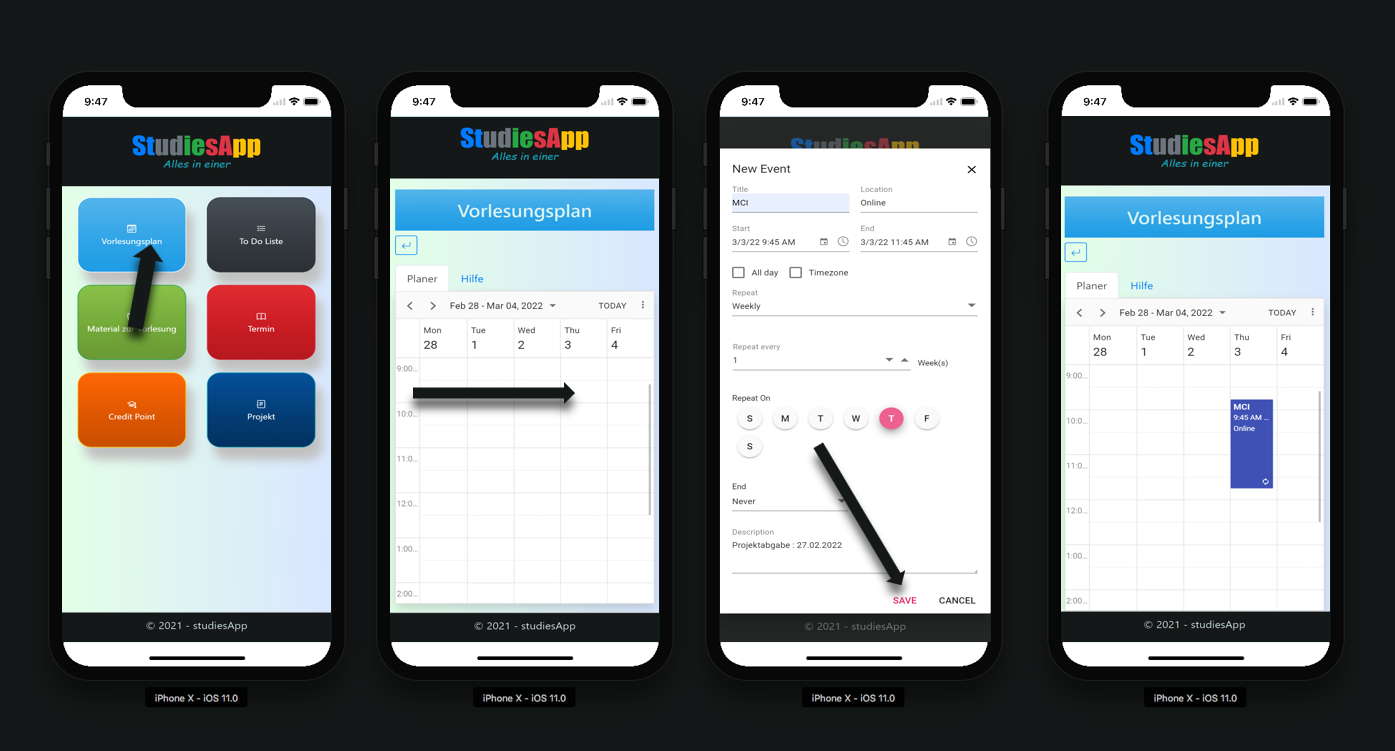 9:47
StudiesApp
Alles in einer
Vorlesungsplan
To Do Liste
Material zur Vorlesung
Termin
Credit Point
Projekt
© 2021 - studiesApp
iPhone X - iOS 11.0
9:47
StudiesApp
Alles in einer
Vorlesungsplan
Planer
Hilfe
Feb 28 - Mar 04, 2022
TODAY
Mon Tue Wed Thu Fri
28 1 2 3 4
9:00...
10:0...
11:0...
12:0...
1:00...
2:00...
© 2021 - studiesApp
iPhone X - iOS 11.0
9:47
StudiesApp
New Event
Title Location
MCI Online
Start End
3/3/22 9:45 AM 3/3/22 11:45 AM
All day Timezone
Repeat
Weekly
Repeat every
1 Week(s)
Repeat On
S M T W T F
S
End
Never
Description
Projektabgabe : 27.02.2022
SAVE CANCEL
© 2021 - studiesApp
iPhone X - iOS 11.0
9:47
StudiesApp
Alles in einer
Vorlesungsplan
Planer
Hilfe
Feb 28 - Mar 04, 2022
TODAY
Mon Tue Wed Thu Fri
28 1 2 3 4
9:00...
10:0...
11:0...
12:0...
1:00...
2:00...
MCI
9:45 AM ...
Online
© 2021 - studiesApp
iPhone X - iOS 11.0